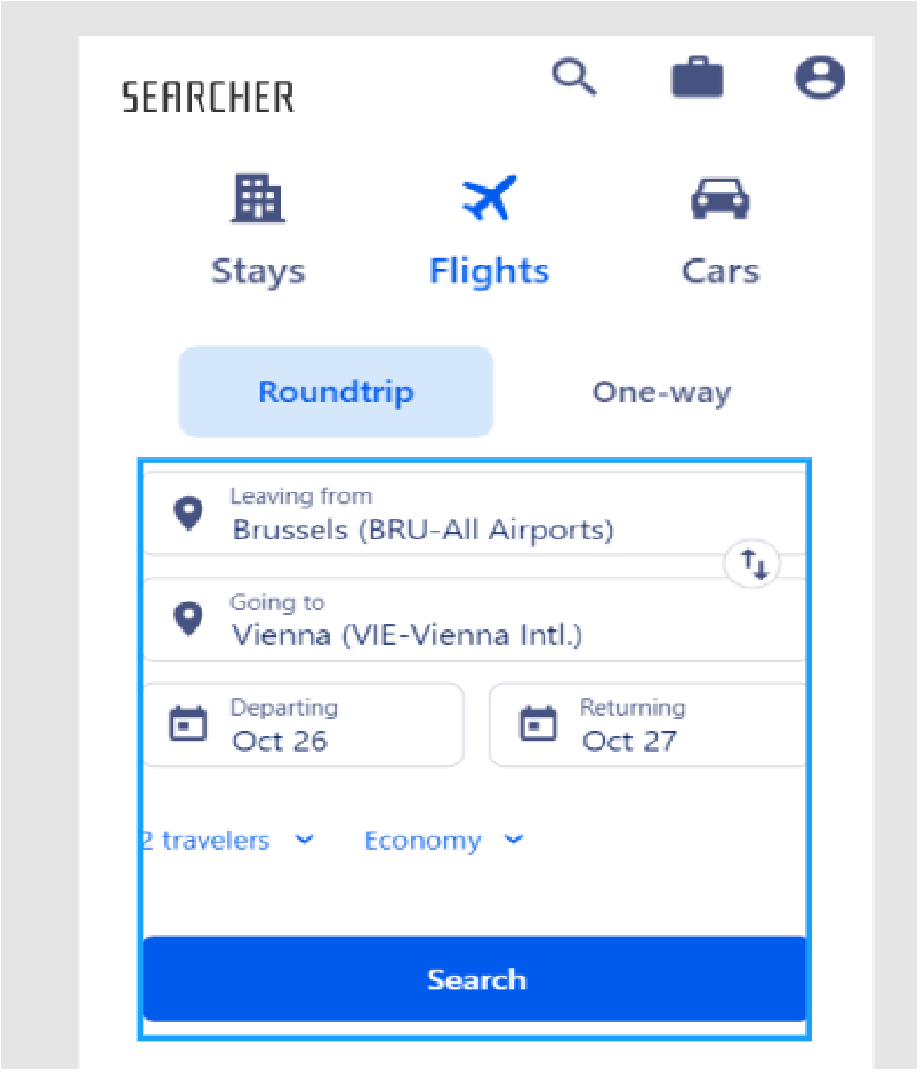 SEARCHER
Stays Flights Cars
Roundtrip One-way
Leaving from
Brussels (BRU-All Airports)
Going to
Vienna (VIE-Vienna Intl.)
Departing Returning
Oct 26 Oct 27
2 travelers Economy
Search